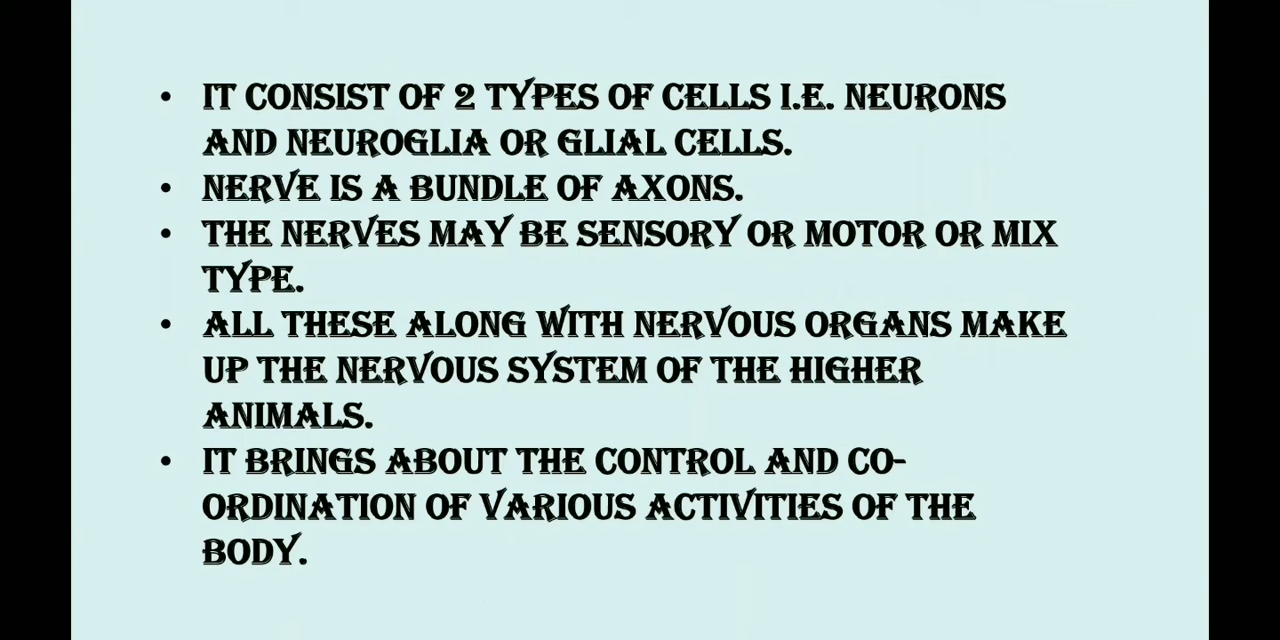 • IT CONSIST OF 2 TYPES OF CELLS I.E. NEURONS
AND NEUROGLIA OR GLIAL CELLS.
• NERVE IS A BUNDLE OF AXONS.
• THE NERVES MAY BE SENSORY OR MOTOR OR MIX
TYPE.
• ALL THESE ALONG WITH NERVOUS ORGANS MAKE
UP THE NERVOUS SYSTEM OF THE HIGHER
ANIMALS.
• IT BRINGS ABOUT THE CONTROL AND CO-
ORDINATION OF VARIOUS ACTIVITIES OF THE
BODY.